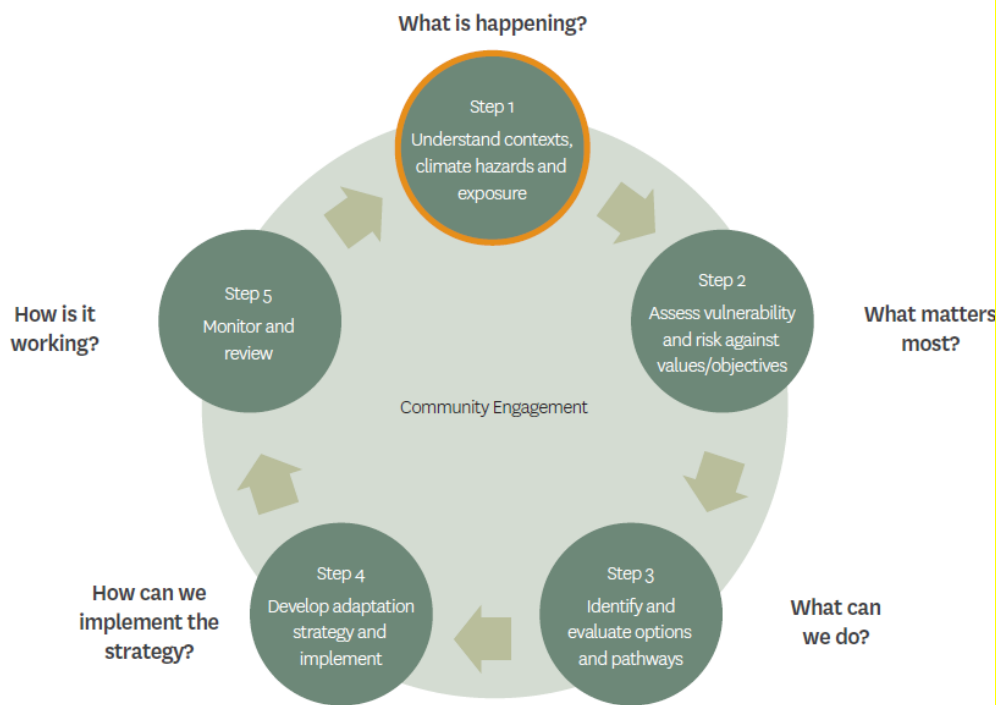 What is happening?
Step 1
Understand contexts,
climate hazards and
exposure
Step 2
Assess vulnerability
and risk against
values/objectives
What matters
most?
Step 3
Identify and
evaluate options
and pathways
What can
we do?
Step 4
Develop adaptation
strategy and
implement
How can we
implement the
strategy?
Step 5
Monitor and
review
How is it
working?
Community Engagement